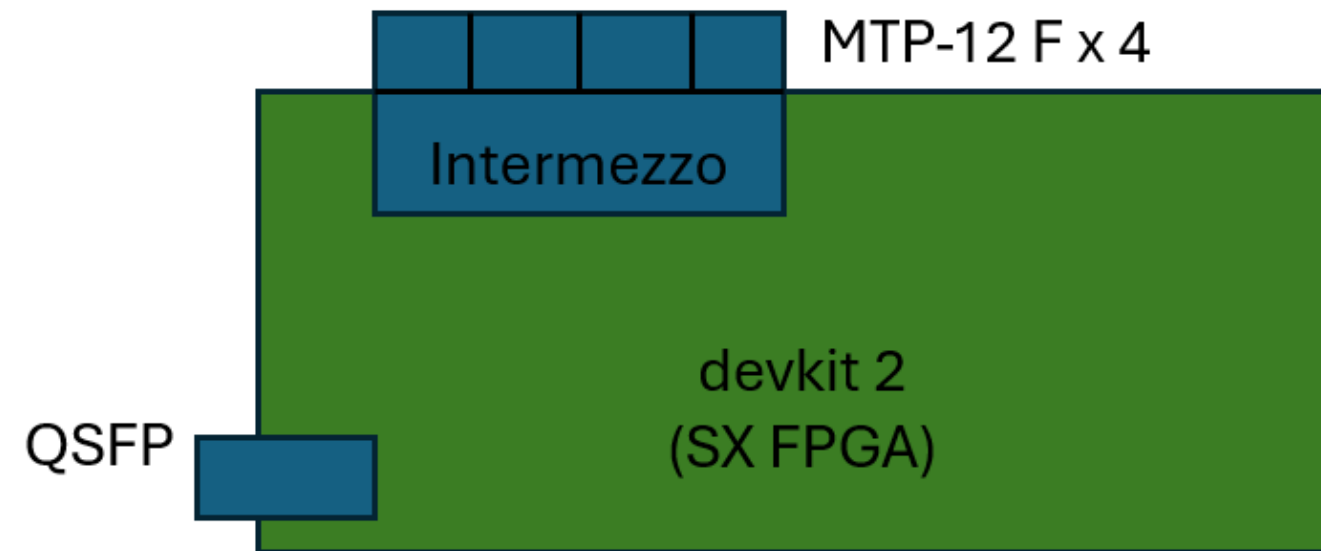 MTP-12 F x 4
Intermezzo
devkit 2
(SX FPGA)
QSFP